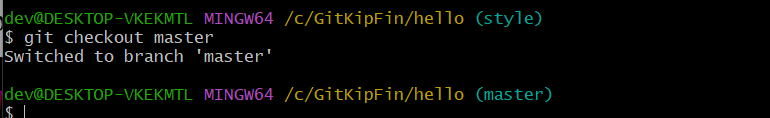 dev@DESKTOP-VKEKMTL MINGW64 /c/GitKipFin/hello (style)
$ git checkout master
Switched to branch 'master'
dev@DESKTOP-VKEKMTL MINGW64 /c/GitKipFin/hello (master)
$